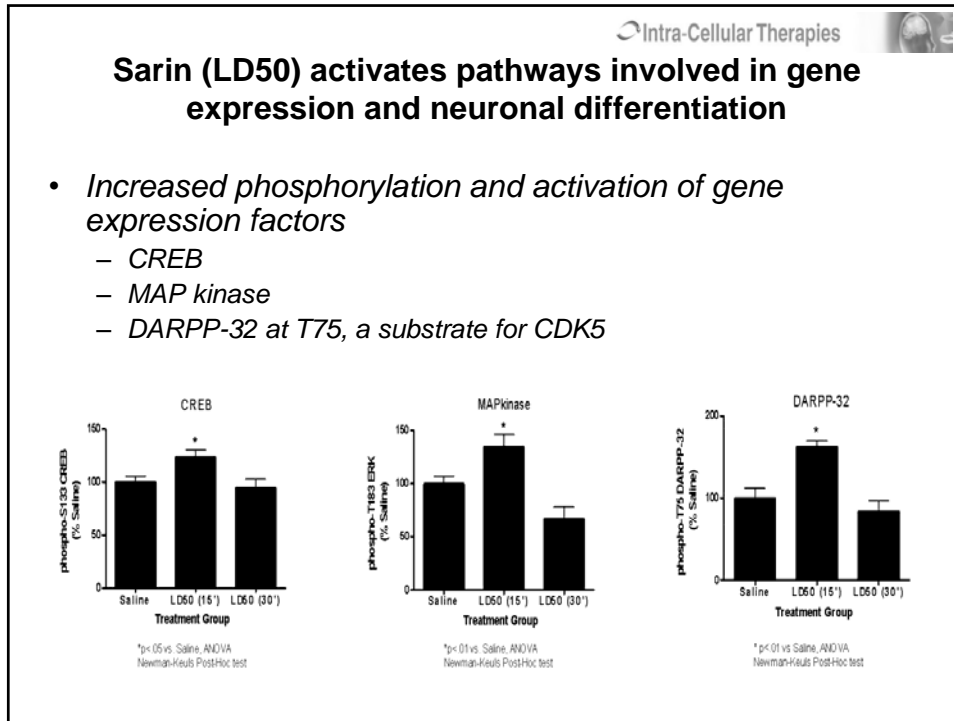 Intra-Cellular Therapies
Sarin (LD50) activates pathways involved in gene
expression and neuronal differentiation
• Increased phosphorylation and activation of gene
expression factors
– CREB
– MAP kinase
– DARPP-32 at T75, a substrate for CDK5
CREB
phospho-S133 CREB
(% Saline)
150
100
50
0
*
Saline LD50 (15') LD50 (30')
Treatment Group
*p<.05 vs. Saline, ANOVA
Newman-Keuls Post-Hoc test
MAPkinase
phospho-T183 ERK
(% Saline)
150
100
50
0
*
Saline LD50 (15') LD50 (30')
Treatment Group
*p<.01 vs. Saline, ANOVA
Newman-Keuls Post-Hoc test
DARPP-32
phospho-T75 DARPP-32
(% Saline)
200
100
0
*
Saline LD50 (15') LD50 (30')
Treatment Group
* p<.01 vs Saline, ANOVA
Newman-Keuls Post-Hoc test